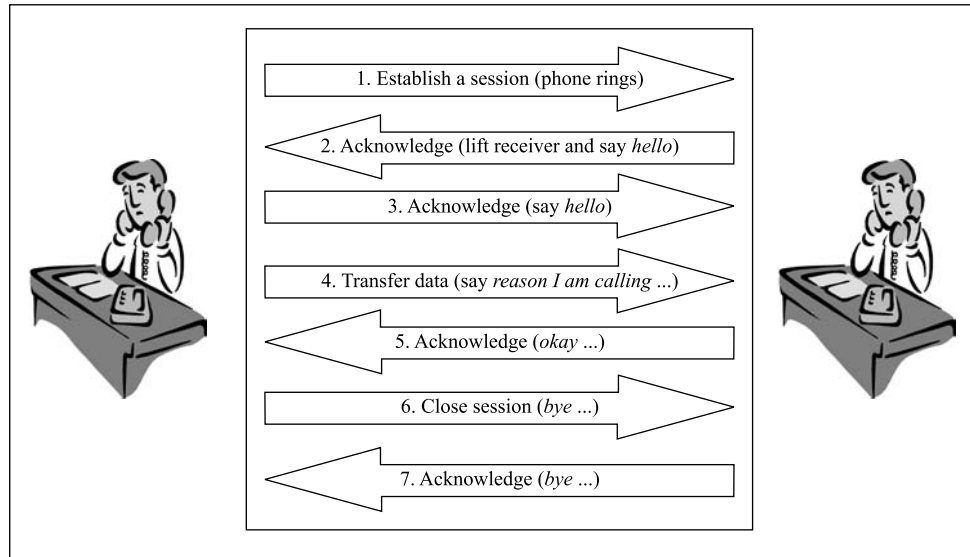 1. Establish a session (phone rings)
2. Acknowledge (lift receiver and say hello)
3. Acknowledge (say hello)
4. Transfer data (say reason I am calling ...)
5. Acknowledge (okay ...)
6. Close session (bye ...)
7. Acknowledge (bye ...)